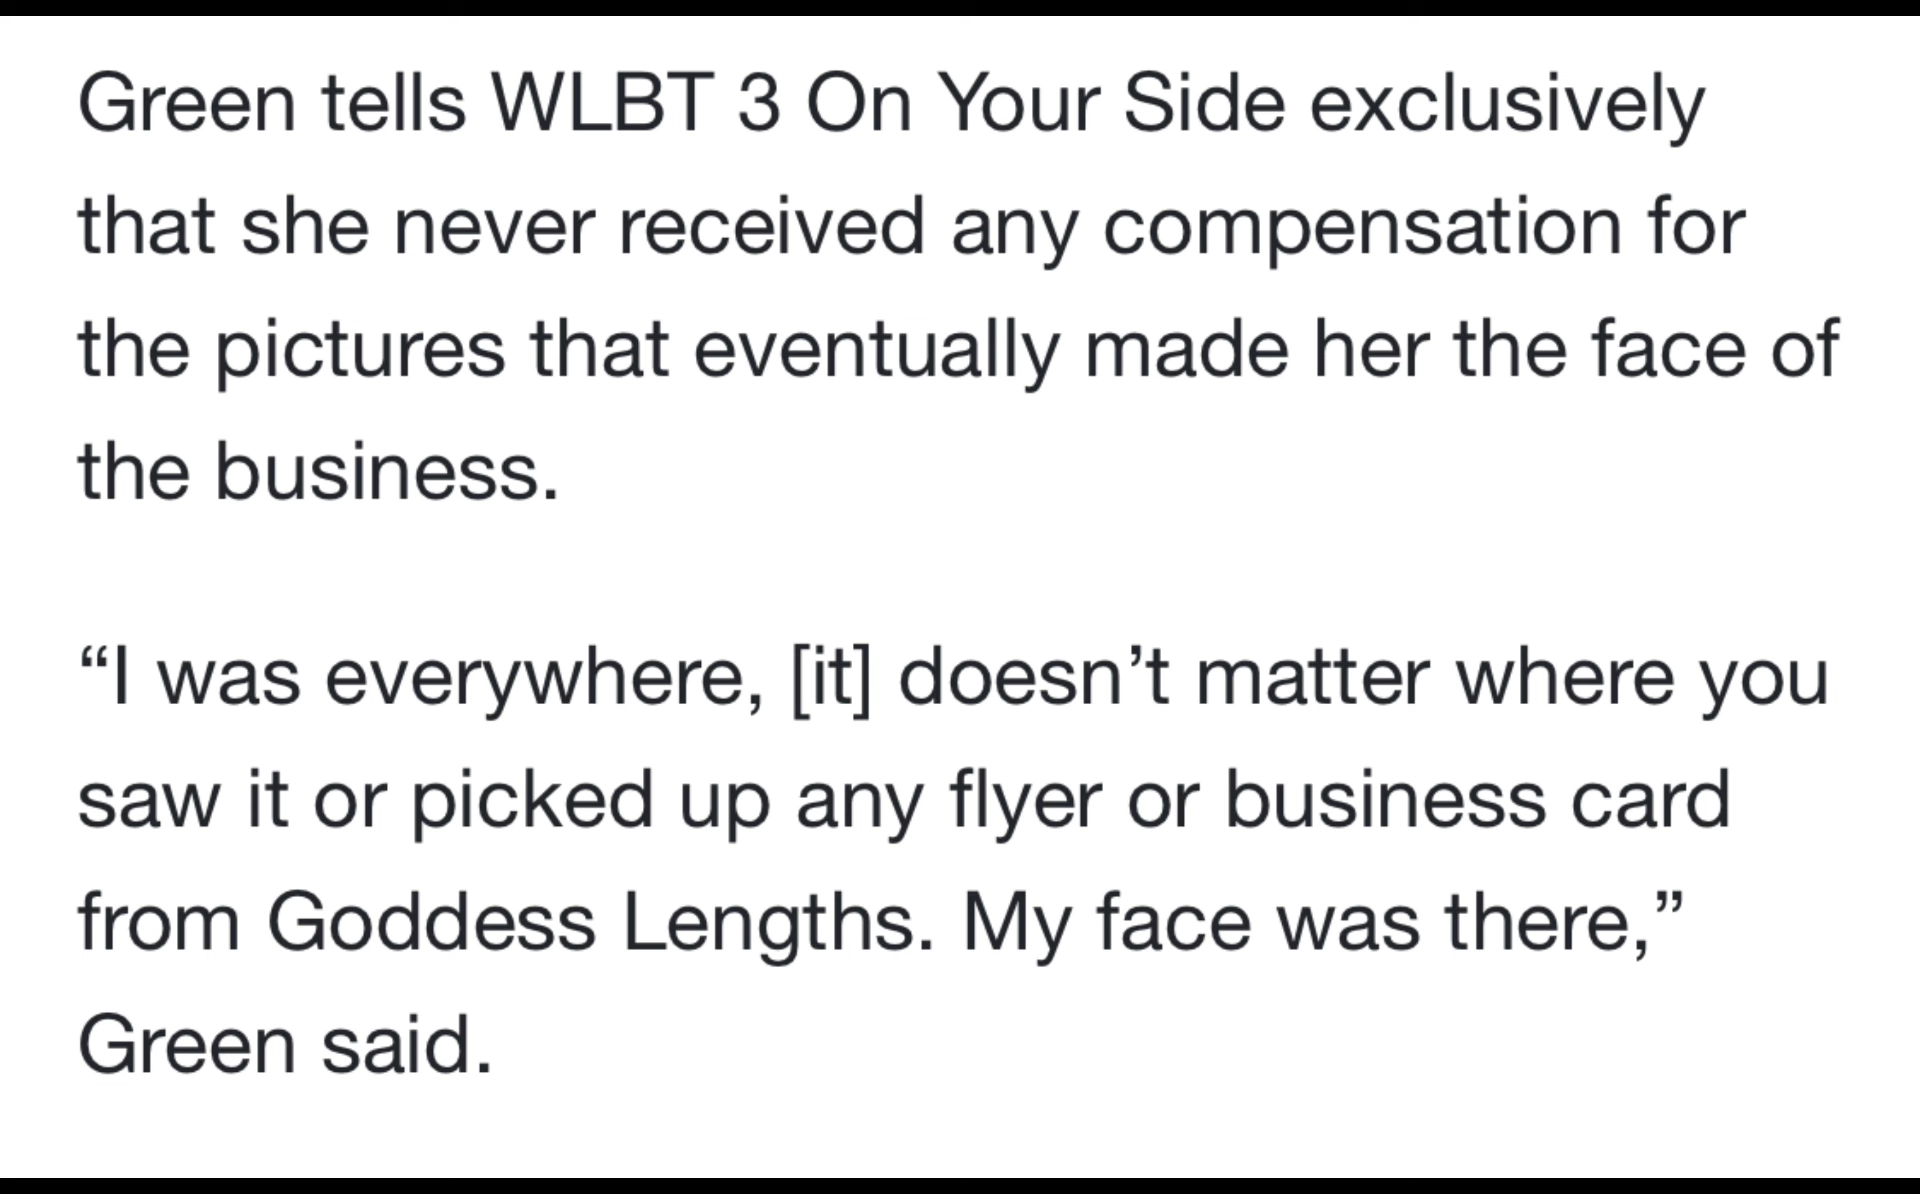 Green tells WLBT 3 On Your Side exclusively
that she never received any compensation for
the pictures that eventually made her the face of
the business.
“I was everywhere, [it] doesn’t matter where you
saw it or picked up any flyer or business card
from Goddess Lengths. My face was there,”
Green said.